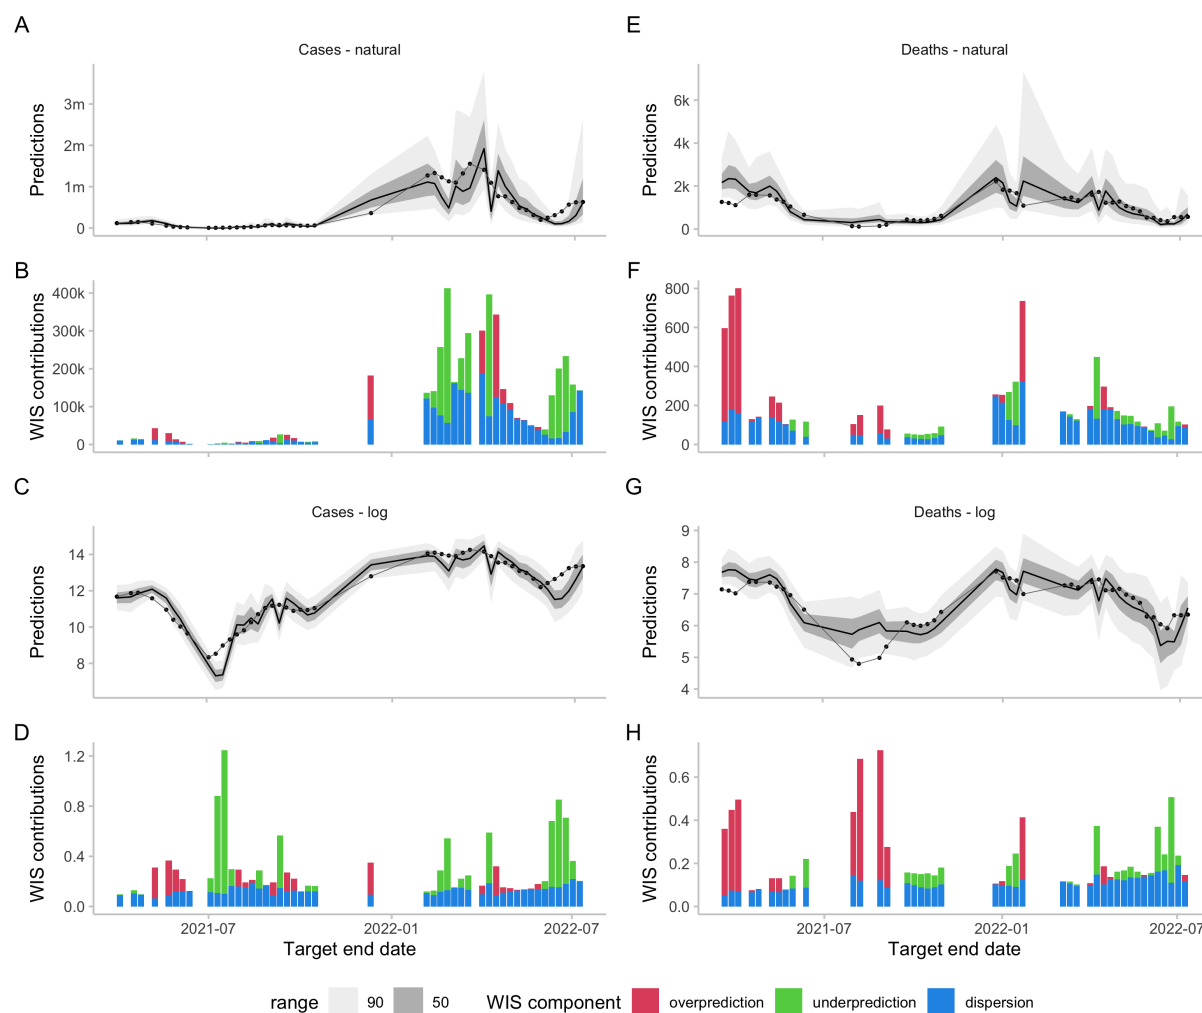 A
Cases - natural
Predictions
3m
2m
1m
0
B
WIS contributions
400k
300k
200k
100k
0
C
Cases - log
Predictions
14
12
10
8
D
WIS contributions
1.2
0.8
0.4
0.0
2021-07
2022-01
2022-07
Target end date
E
Deaths - natural
Predictions
6k
4k
2k
0
F
WIS contributions
800
600
400
200
0
G
Deaths - log
Predictions
9
8
7
6
5
4
H
WIS contributions
0.6
0.4
0.2
0.0
2021-07
2022-01
2022-07
Target end date
range 90 50 WIS component overprediction underprediction dispersion